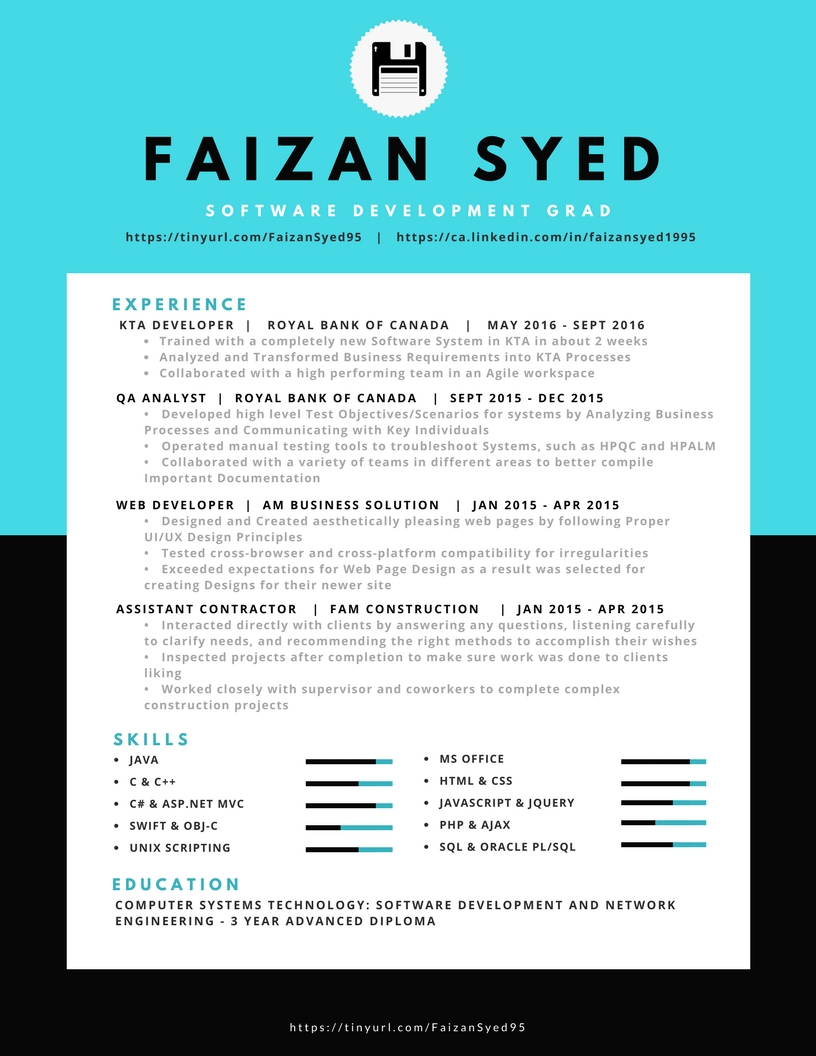 FAIZAN SYED
SOFTWARE DEVELOPMENT GRAD
https://tinyurl.com/FaizanSyed95 | https://ca.linkedin.com/in/faizansyed1995
EXPERIENCE
KTA DEVELOPER | ROYAL BANK OF CANADA | MAY 2016 - SEPT 2016
• Trained with a completely new Software System in KTA in about 2 weeks
• Analyzed and Transformed Business Requirements into KTA Processes
• Collaborated with a high performing team in an Agile workspace
QA ANALYST | ROYAL BANK OF CANADA | SEPT 2015 - DEC 2015
• Developed high level Test Objectives/Scenarios for systems by Analyzing Business
Processes and Communicating with Key Individuals
• Operated manual testing tools to troubleshoot Systems, such as HPQC and HPALM
• Collaborated with a variety of teams in different areas to better compile
Important Documentation
WEB DEVELOPER | AM BUSINESS SOLUTION | JAN 2015 - APR 2015
• Designed and Created aesthetically pleasing web pages by following Proper
UI/UX Design Principles
• Tested cross-browser and cross-platform compatibility for irregularities
• Exceeded expectations for Web Page Design as a result was selected for
creating Designs for their newer site
ASSISTANT CONTRACTOR | FAM CONSTRUCTION | JAN 2015 - APR 2015
• Interacted directly with clients by answering any questions, listening carefully
to clarify needs, and recommending the right methods to accomplish their wishes
• Inspected projects after completion to make sure work was done to clients
liking
• Worked closely with supervisor and coworkers to complete complex
construction projects
SKILLS
• JAVA
• C & C++
• C# & ASP.NET MVC
• SWIFT & OBJ-C
• UNIX SCRIPTING
• MS OFFICE
• HTML & CSS
• JAVASCRIPT & JQUERY
• PHP & AJAX
• SQL & ORACLE PL/SQL
EDUCATION
COMPUTER SYSTEMS TECHNOLOGY: SOFTWARE DEVELOPMENT AND NETWORK
ENGINEERING - 3 YEAR ADVANCED DIPLOMA
https://tinyurl.com/FaizanSyed95